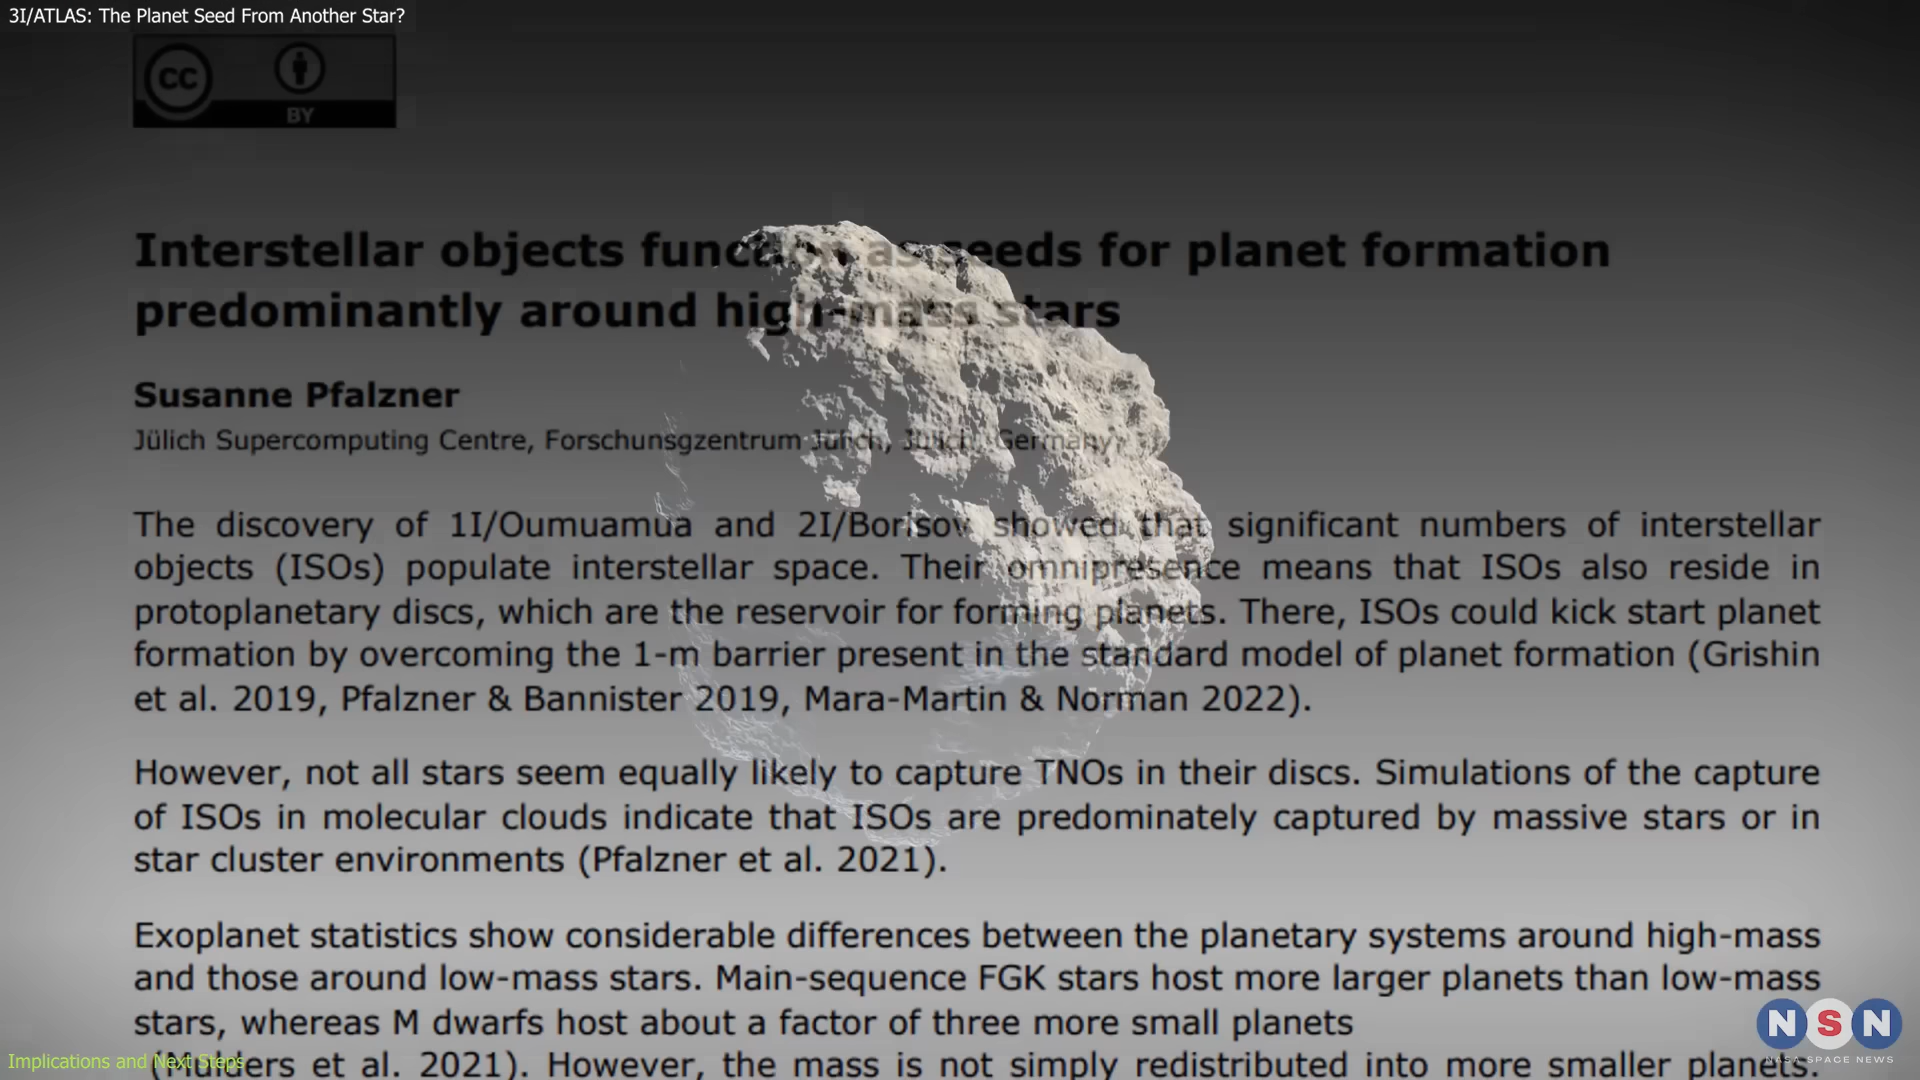 3I/ATLAS: The Planet Seed From Another Star?
CC
BY
Interstellar objects function as seeds for planet formation
predominantly around high-mass stars
Susanne Pfalzner
Jülich Supercomputing Centre, Forschunsgzentrum Jülich, Jülich, Germany
The discovery of 1I/Oumuamua and 2I/Borisov showed that significant numbers of interstellar
objects (ISOs) populate interstellar space. Their omnipresence means that ISOs also reside in
protoplanetary discs, which are the reservoir for forming planets. There, ISOs could kick start planet
formation by overcoming the 1-m barrier present in the standard model of planet formation (Grishin
et al. 2019, Pfalzner & Bannister 2019, Mara-Martin & Norman 2022).
However, not all stars seem equally likely to capture TNOs in their discs. Simulations of the capture
of ISOs in molecular clouds indicate that ISOs are predominately captured by massive stars or in
star cluster environments (Pfalzner et al. 2021).
Exoplanet statistics show considerable differences between the planetary systems around high-mass
and those around low-mass stars. Main-sequence FGK stars host more larger planets than low-mass
stars, whereas M dwarfs host about a factor of three more small planets
(Mulders et al. 2021). However, the mass is not simply redistributed into more smaller planets.
Implications and Next Steps
NSN
NASA SPACE NEWS